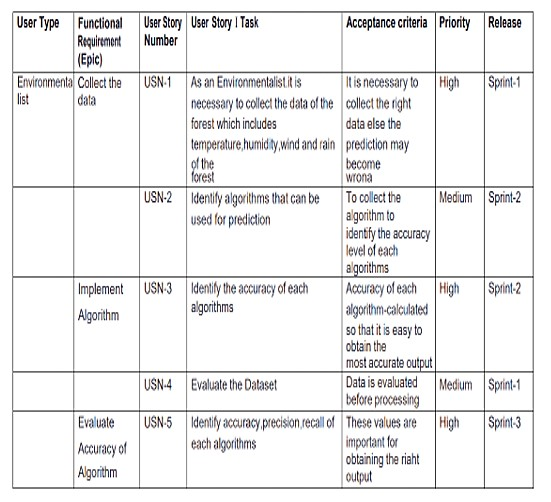 User Type Functional Requirement (Epic) User Story Number User Story / Task Acceptance criteria Priority Release
Environmenta
list
Collect the
data
USN-1
As an Environmentalist.it is
necessary to collect the data of the
forest which includes
temperature,humidity,wind and rain
of the
forest
It is necessary to
collect the right
data else the
prediction may
become
wrona
High
Sprint-1
USN-2
Identify algorithms that can be
used for prediction
To collect the
algorithm to
identify the accuracy
level of each
algorithms
Medium
Sprint-2
Implement
Algorithm
USN-3
Identify the accuracy of each
algorithms
Accuracy of each
algorithm-calculated
so that it is easy to
obtain the
most accurate output
High
Sprint-2
USN-4
Evaluate the Dataset
Data is evaluated
before processing
Medium
Sprint-1
Evaluate
Accuracy of
Algorithm
USN-5
Identify accuracy,precision,recall of
each algorithms
These values are
important for
obtaining the riaht
output
High
Sprint-3